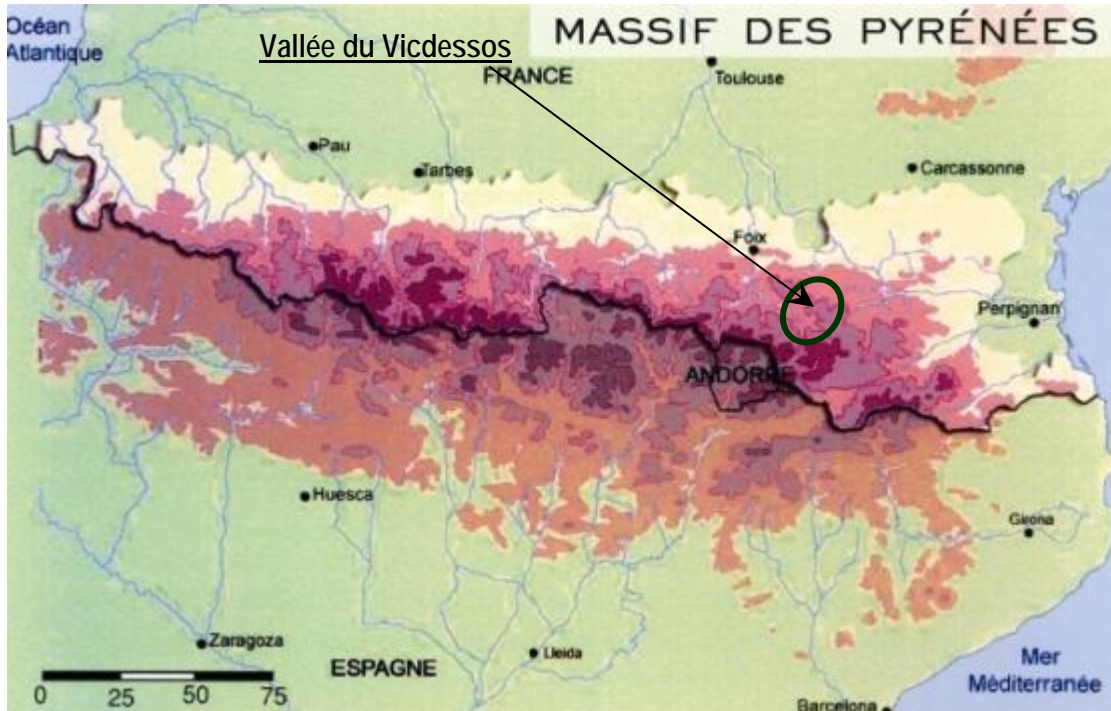 MASSIF DES PYRÉNÉES
Océan
Atlantique
Vallée du Vicdessos
FRANCE
Toulouse
Pau
Tarbes
Carcassonne
Foix
Perpignan
ANDORRE
Huesca
Girona
Zaragoza
Lleida
ESPAGNE
Mer
Méditerranée
Barcelona
0 25 50 75